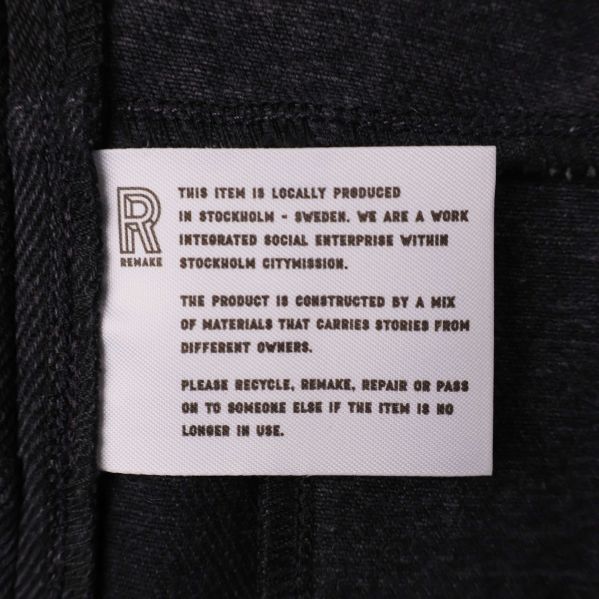 R
REMAKE
THIS ITEM IS LOCALLY PRODUCED
IN STOCKHOLM - SWEDEN. WE ARE A WORK
INTEGRATED SOCIAL ENTERPRISE WITHIN
STOCKHOLM CITYMISSION.
THE PRODUCT IS CONSTRUCTED BY A MIX
OF MATERIALS THAT CARRIES STORIES FROM
DIFFERENT OWNERS.
PLEASE RECYCLE, REMAKE, REPAIR OR PASS
ON TO SOMEONE ELSE IF THE ITEM IS NO
LONGER IN USE.